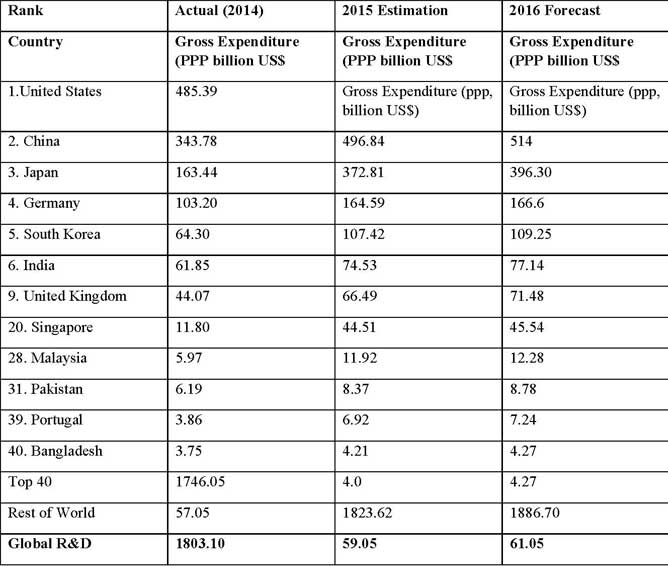 Rank Actual (2014) 2015 Estimation 2016 Forecast
Country Gross Expenditure Gross Expenditure Gross Expenditure
(PPP billion US$ (PPP billion US$ (PPP billion US$
1.United States 485.39 Gross Expenditure (ppp, Gross Expenditure (ppp,
billion US$) billion US$)
2. China 343.78 496.84 514
3. Japan 163.44 372.81 396.30
4. Germany 103.20 164.59 166.6
5. South Korea 64.30 107.42 109.25
6. India 61.85 74.53 77.14
9. United Kingdom 44.07 66.49 71.48
20. Singapore 11.80 44.51 45.54
28. Malaysia 5.97 11.92 12.28
31. Pakistan 6.19 8.37 8.78
39. Portugal 3.86 6.92 7.24
40. Bangladesh 3.75 4.21 4.27
Top 40 1746.05 4.0 4.27
Rest of World 57.05 1823.62 1886.70
Global R&D 1803.10 59.05 61.05